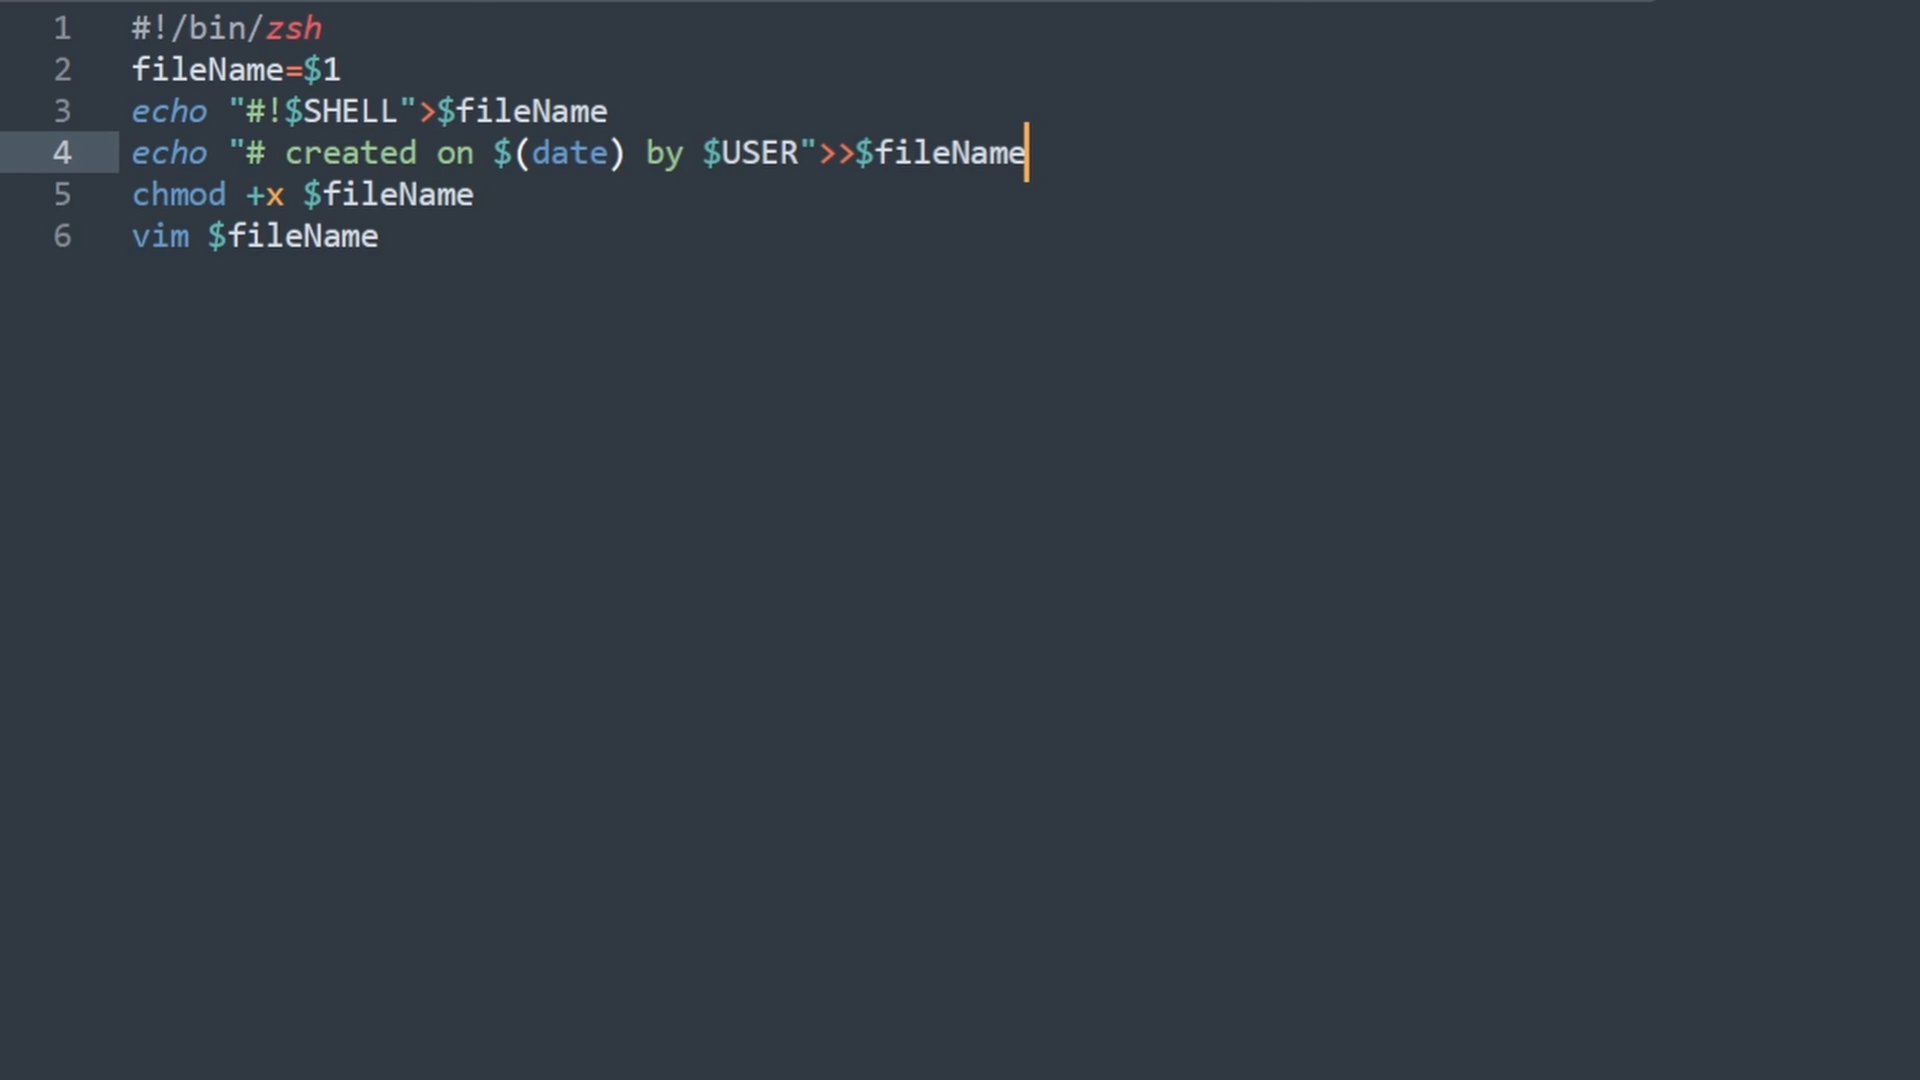 1 #!/bin/zsh
2 fileName=$1
3 echo "#!$SHELL">$fileName
4 echo "# created on $(date) by $USER">>$fileName
5 chmod +x $fileName
6 vim $fileName